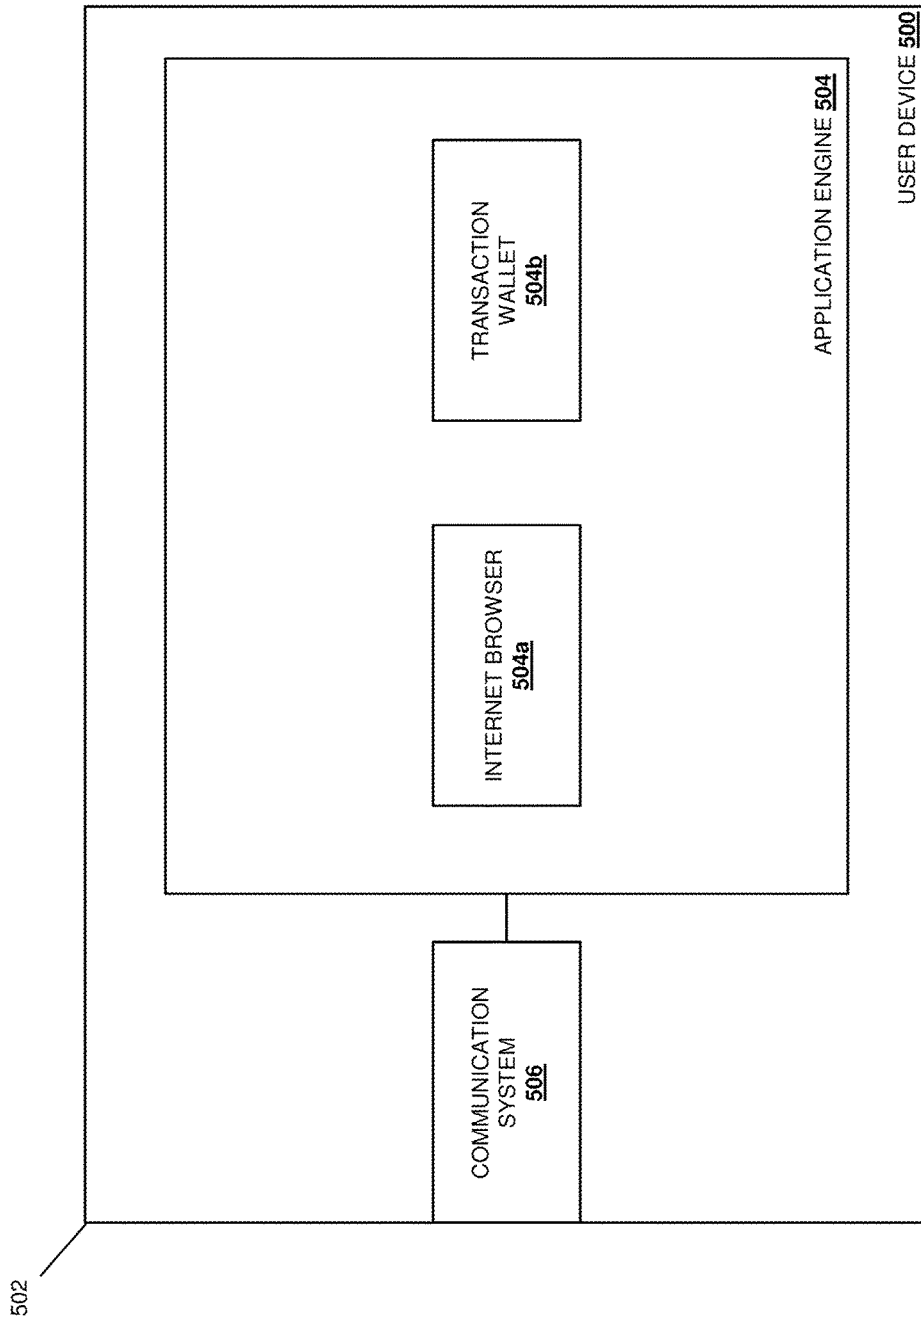 502
COMMUNICATION
SYSTEM
506
INTERNET BROWSER
504a
TRANSACTION
WALLET
504b
APPLICATION ENGINE 504
USER DEVICE 500